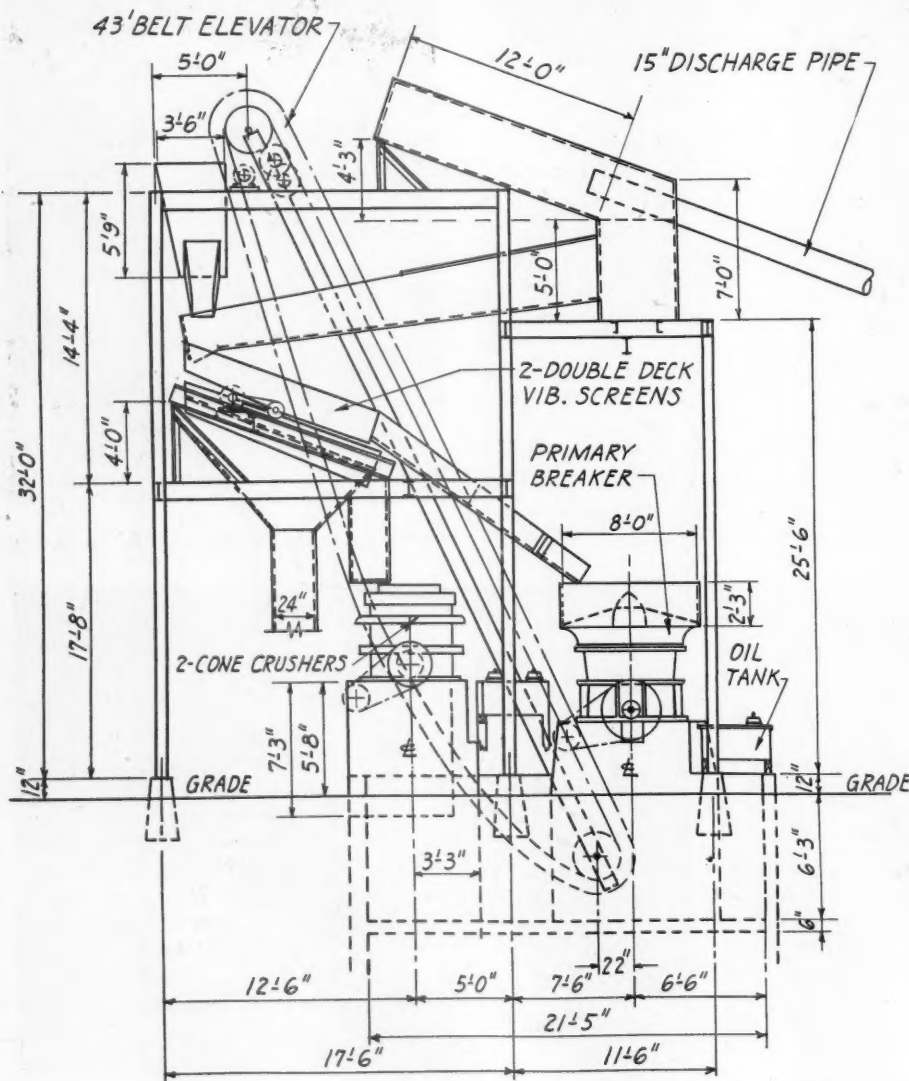 43' BELT ELEVATOR
12'-0"
15" DISCHARGE PIPE
5'-0"
3'-6"
4'-3"
5'9"
5'-0"
7'-0"
14'-4"
32'-0"
2-DOUBLE DECK
VIB. SCREENS
4'-0"
PRIMARY
BREAKER
8'-0"
25'-6"
2'-3"
17'-8"
24"
2-CONE CRUSHERS
OIL
TANK
7'-3"
5'-8"
12"
GRADE
12"
GRADE
3'-3"
6'-3"
6"
22"
12'-6"
5'-0"
7'-6"
6'-6"
21'-5"
17'-6"
11'-6"